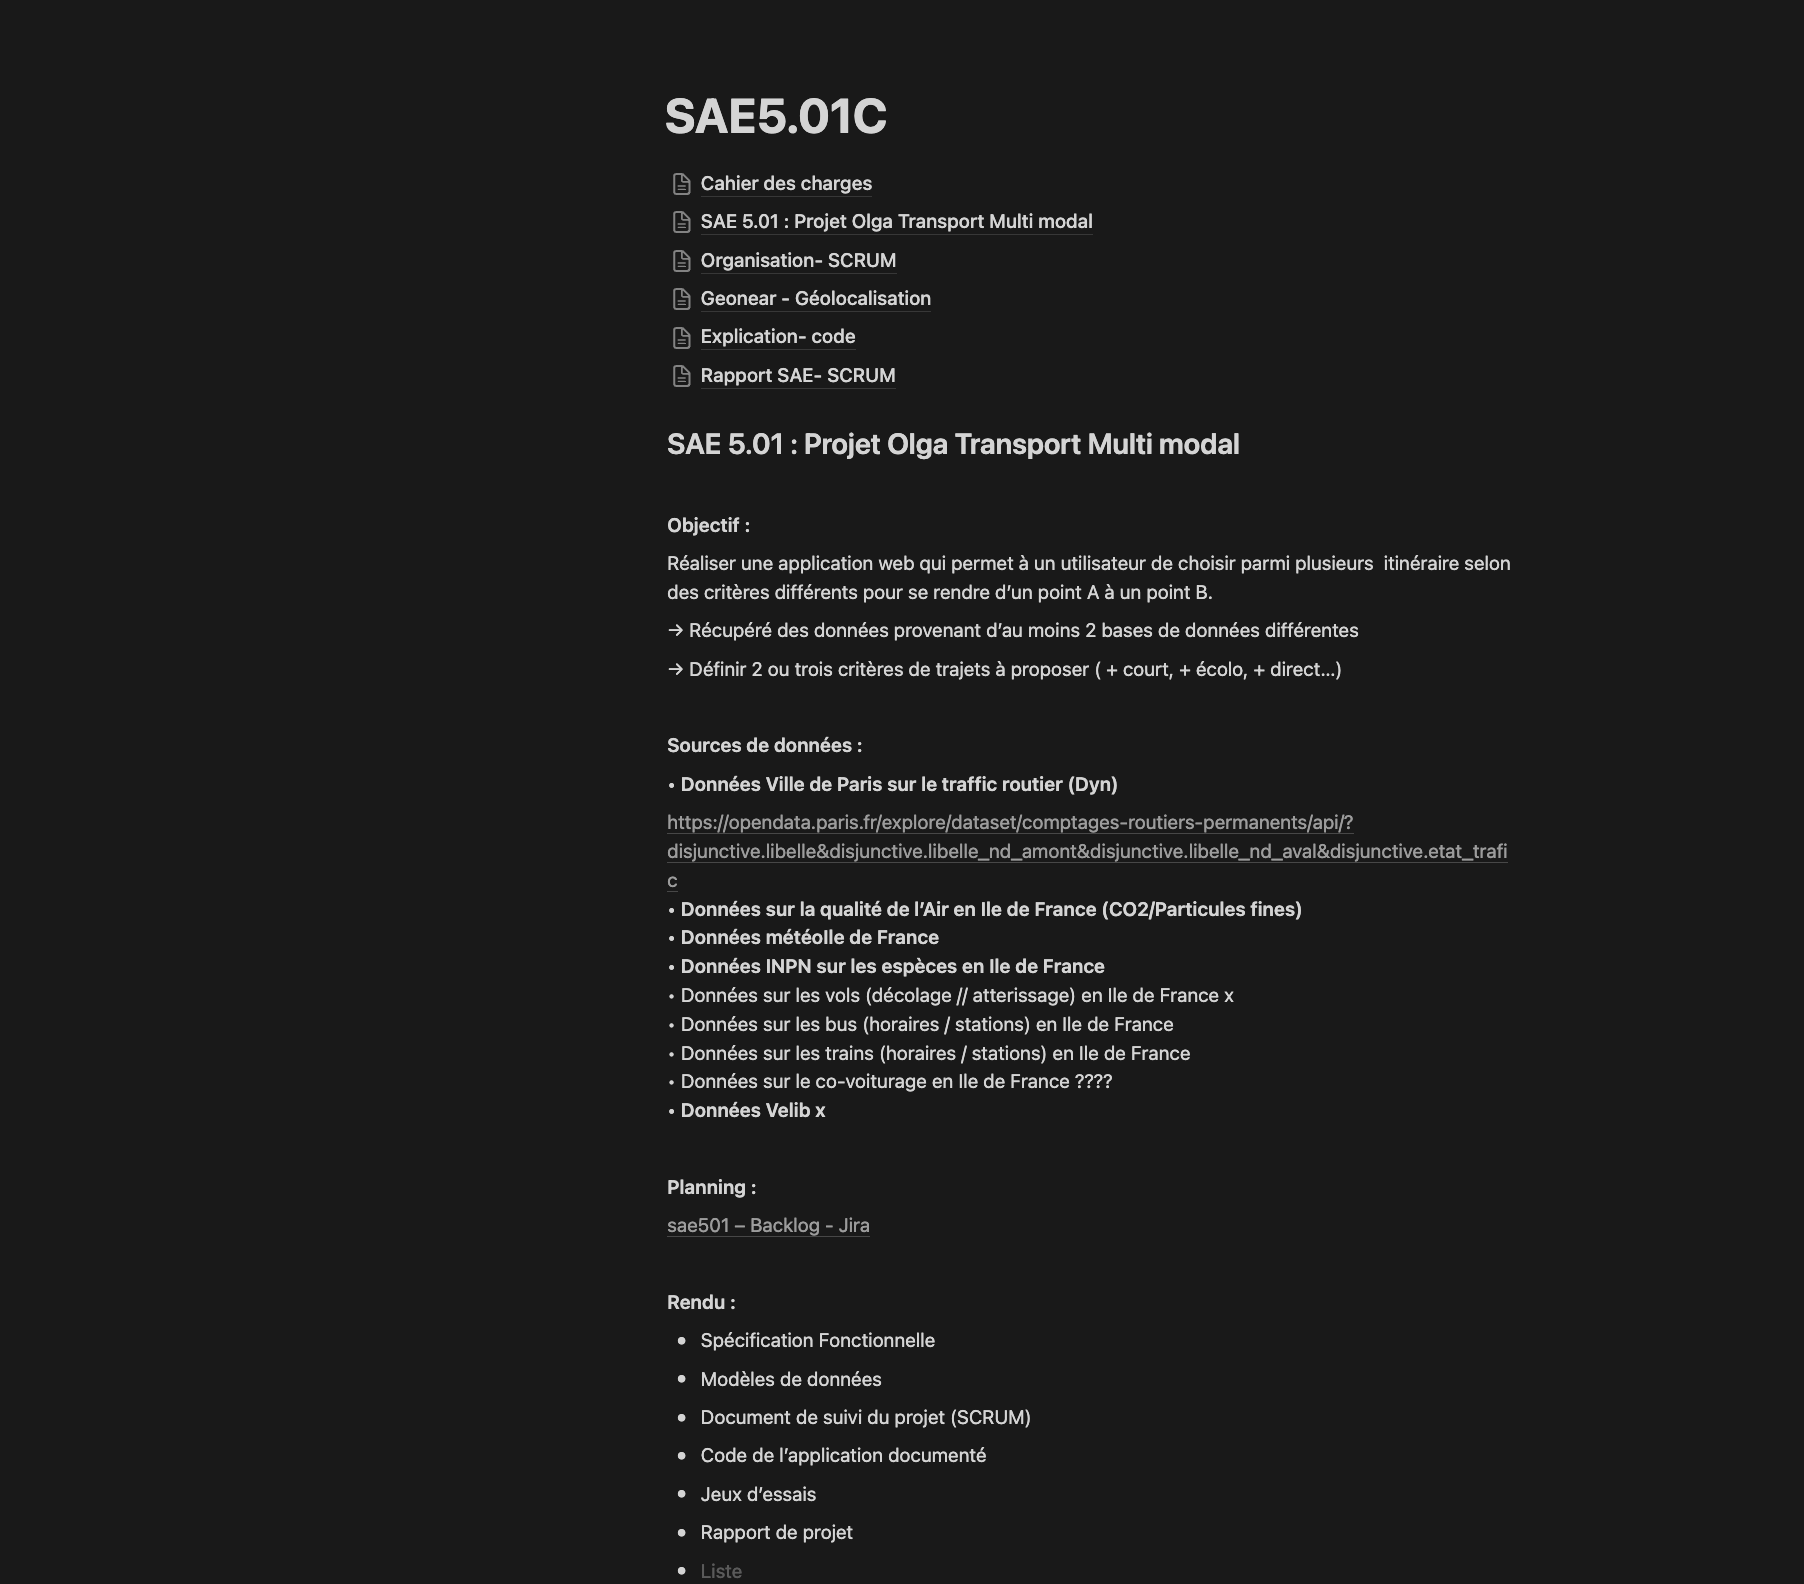 SAE5.01C
Cahier des charges
SAE 5.01 : Projet Olga Transport Multi modal
Organisation- SCRUM
Geonear - Géolocalisation
Explication- code
Rapport SAE- SCRUM
SAE 5.01 : Projet Olga Transport Multi modal
Objectif :
Réaliser une application web qui permet à un utilisateur de choisir parmi plusieurs  itinéraire selon
des critères différents pour se rendre d’un point A à un point B.
→ Récupéré des données provenant d’au moins 2 bases de données différentes
→ Définir 2 ou trois critères de trajets à proposer ( + court, + écolo, + direct…)
Sources de données :
• Données Ville de Paris sur le traffic routier (Dyn)
https://opendata.paris.fr/explore/dataset/comptages-routiers-permanents/api/?
disjunctive.libelle&disjunctive.libelle_nd_amont&disjunctive.libelle_nd_aval&disjunctive.etat_trafi
c
• Données sur la qualité de l’Air en Ile de France (CO2/Particules fines)
• Données météolle de France
• Données INPN sur les espèces en Ile de France
• Données sur les vols (décolage // atterissage) en Ile de France x
• Données sur les bus (horaires / stations) en Ile de France
• Données sur les trains (horaires / stations) en Ile de France
• Données sur le co-voiturage en Ile de France ????
• Données Velib x
Planning :
sae501 – Backlog - Jira
Rendu :
• Spécification Fonctionnelle
• Modèles de données
• Document de suivi du projet (SCRUM)
• Code de l’application documenté
• Jeux d’essais
• Rapport de projet
• Liste